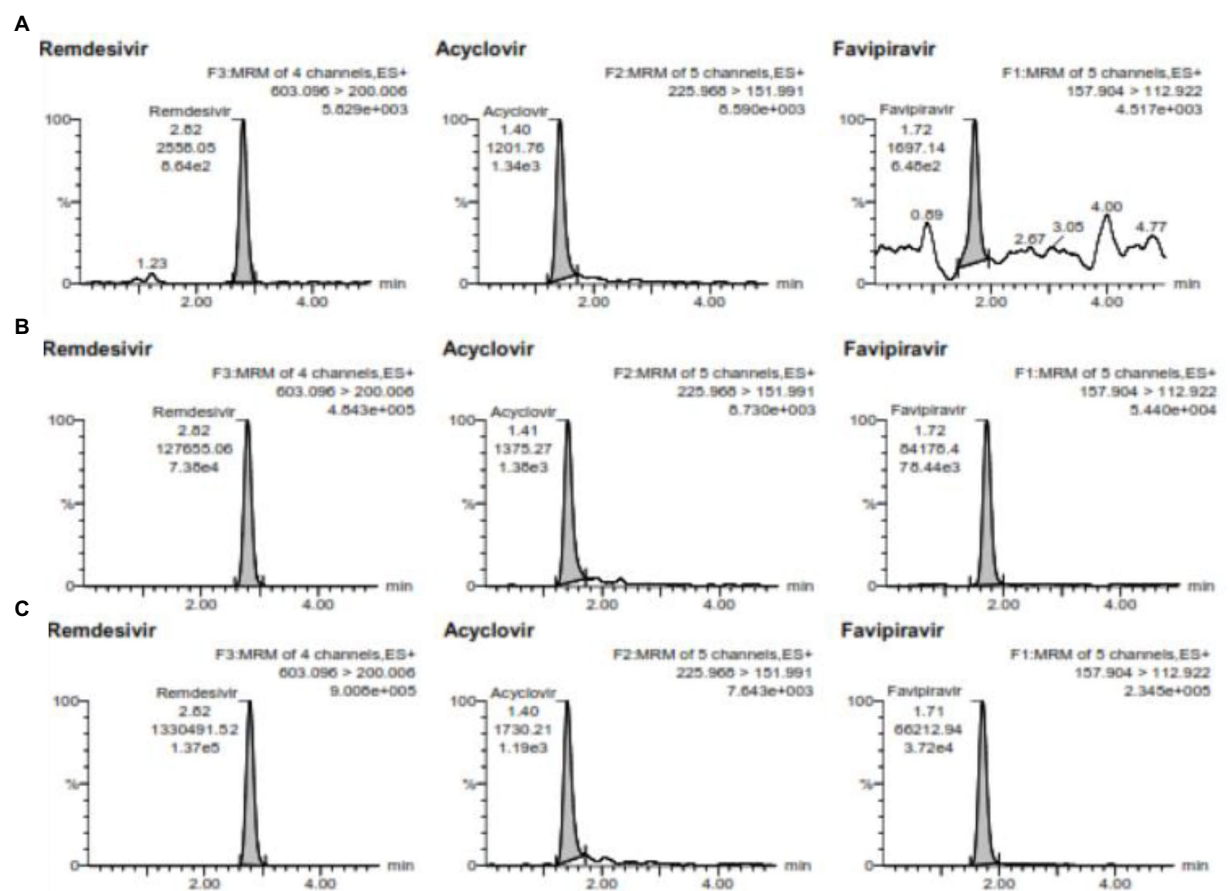 A
Remdesivir
F3:MRM of 4 channels,ES+
603.096 > 200.006
5.829e+003
Remdesivir
2.82
2558.05
8.64e2
100
%
0
1.23
2.00
4.00
min
Acyclovir
F2:MRM of 5 channels,ES+
225.968 > 151.991
8.590e+003
Acyclovir
1.40
1201.76
1.34e3
100
%
0
2.00
4.00
min
Favipiravir
F1:MRM of 5 channels,ES+
157.904 > 112.922
4.817e+003
Favipiravir
1.72
1697.14
6.48e2
100
%
0
0.89
2.67
3.05
4.00
4.77
2.00
4.00
min
B
Remdesivir
F3:MRM of 4 channels,ES+
603.096 > 200.006
4.843e+005
Remdesivir
2.82
127655.06
7.38e4
100
%
0
2.00
4.00
min
Acyclovir
F2:MRM of 5 channels,ES+
225.968 > 151.991
8.730e+003
Acyclovir
1.41
1375.27
1.38e3
100
%
0
2.00
4.00
min
Favipiravir
F1:MRM of 5 channels,ES+
157.904 > 112.922
5.440e+004
Favipiravir
1.72
84178.4
78.44e3
100
%
0
2.00
4.00
min
C
Remdesivir
F3:MRM of 4 channels,ES+
603.096 > 200.006
9.008e+005
Remdesivir
2.82
1330491.52
1.37e5
100
%
0
2.00
4.00
min
Acyclovir
F2:MRM of 5 channels,ES+
225.968 > 151.991
7.643e+003
Acyclovir
1.40
1730.21
1.19e3
100
%
0
2.00
4.00
min
Favipiravir
F1:MRM of 5 channels,ES+
157.904 > 112.922
2.345e+005
Favipiravir
1.71
66212.94
3.72e4
100
%
0
2.00
4.00
min